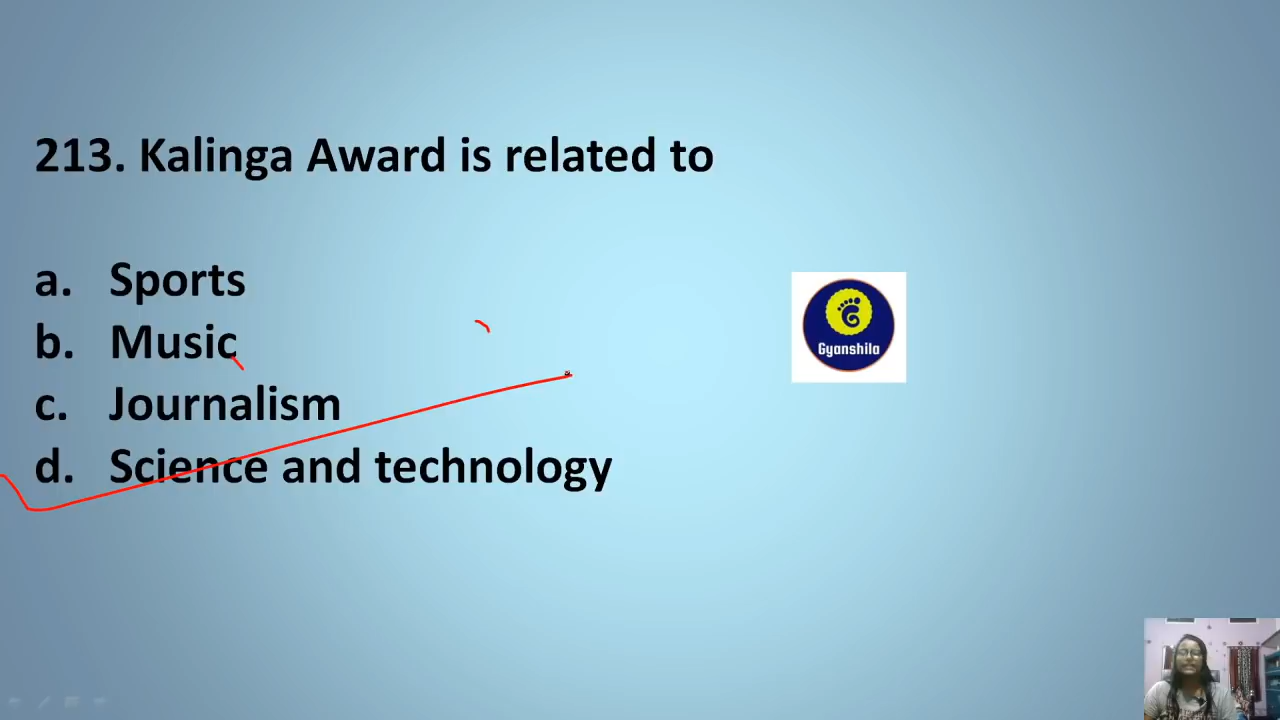 213. Kalinga Award is related to
a. Sports
b. Music
c. Journalism
d. Science and technology
Gyanshila